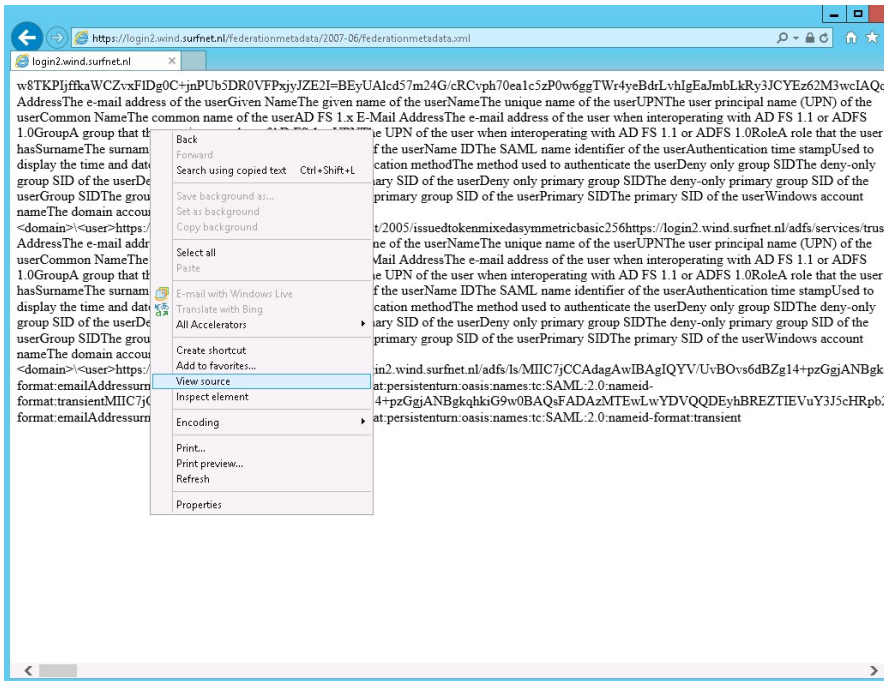 https://login2.wind.surfnet.nl/federationmetadata/2007-06/federationmetadata.xml
login2.wind.surfnet.nl
w8TKPIjffkaWCZvxFlDg0C+jnPUb5DR0VFPxjyJZE2I=BEyUAlcd57m24G/cRCvph70ea1c5zP0w6ggTWr4yeBdrLvhIgEaJmbLkRy3JCYEz62M3wcIAQc
AddressThe e-mail address of the userGiven NameThe given name of the userNameThe unique name of the userUPNThe user principal name (UPN) of the
userCommon NameThe common name of the userAD FS 1.x E-Mail AddressThe e-mail address of the user when interoperating with AD FS 1.1 or ADFS
1.0GroupA group that the UPN of the user when interoperating with AD FS 1.1 or ADFS 1.0RoleA role that the user
hasSurnameThe surnam f the userName IDThe SAML name identifier of the userAuthentication time stampUsed to
display the time and date cation methodThe method used to authenticate the userDeny only group SIDThe deny-only
group SID of the userDe ary SID of the userDeny only primary group SIDThe deny-only primary group SID of the
userGroup SIDThe grou primary group SID of the userPrimary SIDThe primary SID of the userWindows account
nameThe domain accou
<domain>\<user>https:/ t/2005/issuedtokenmixedasymmetricbasic256https://login2.wind.surfnet.nl/adfs/services/trus
AddressThe e-mail addr ne of the userNameThe unique name of the userUPNThe user principal name (UPN) of the
userCommon NameThe Mail AddressThe e-mail address of the user when interoperating with AD FS 1.1 or ADFS
1.0GroupA group that th e UPN of the user when interoperating with AD FS 1.1 or ADFS 1.0RoleA role that the user
hasSurnameThe surnam f the userName IDThe SAML name identifier of the userAuthentication time stampUsed to
display the time and date cation methodThe method used to authenticate the userDeny only group SIDThe deny-only
group SID of the userDe ary SID of the userDeny only primary group SIDThe deny-only primary group SID of the
userGroup SIDThe grou primary group SID of the userPrimary SIDThe primary SID of the userWindows account
nameThe domain accou
<domain>\<user>https:/ in2.wind.surfnet.nl/adfs/ls/MIIC7jCCAdagAwIBAgIQYV/UvBOvs6dBZg14+pzGgjANBgk
format:emailAddressurn at:persistenturn:oasis:names:tc:SAML:2.0:nameid-
format:transientMIIC7jC 4+pzGgjANBgkqhkiG9w0BAQsFADAzMTEwLwYDVQQDEyhBREZTIEVuY3J5cHRpb2
format:emailAddressurn at:persistenturn:oasis:names:tc:SAML:2.0:nameid-format:transient
Back
Forward
Search using copied text Ctrl+Shift+L
Save background as...
Set as background
Copy background
Select all
Paste
E-mail with Windows Live
Translate with Bing
All Accelerators
Create shortcut
Add to favorites...
View source
Inspect element
Encoding
Print...
Print preview...
Refresh
Properties